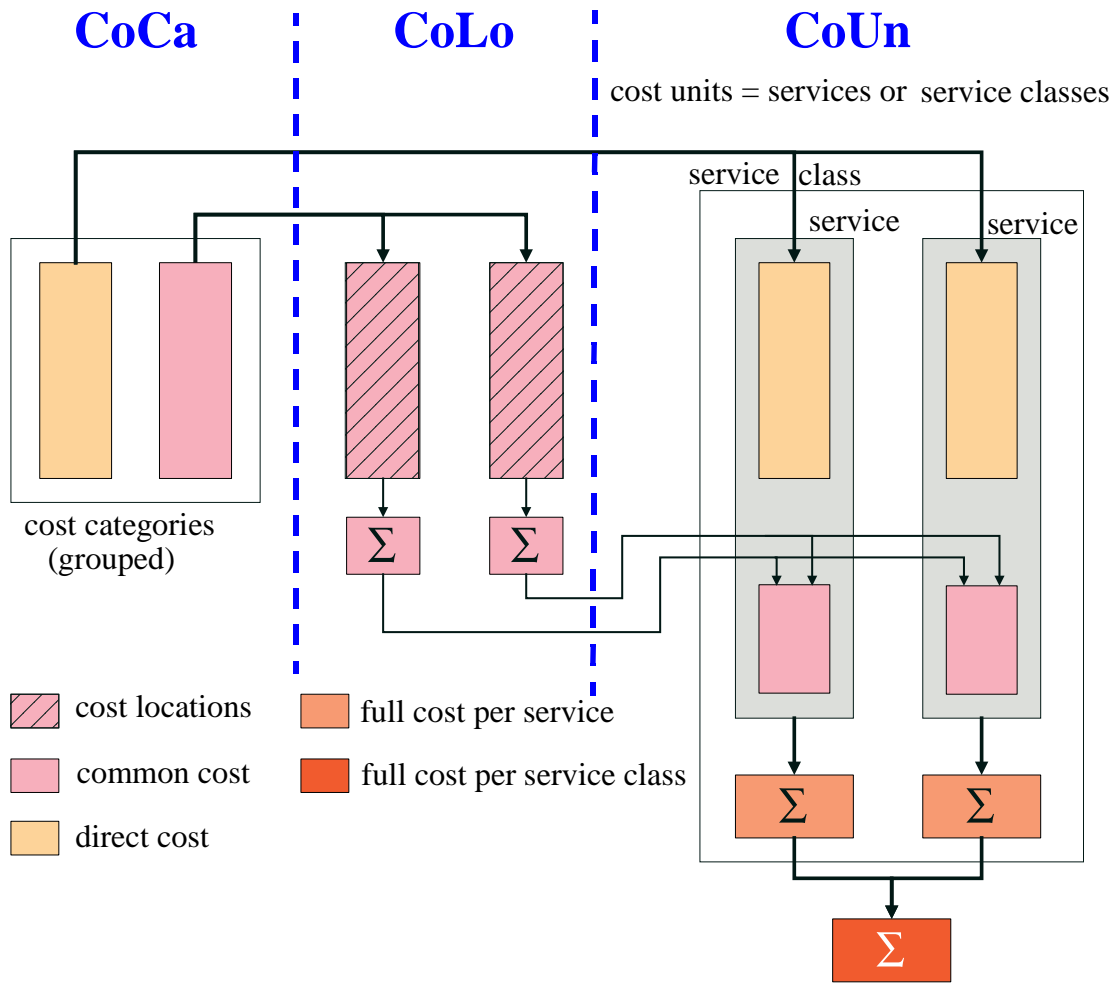 CoCa
CoLo
CoUn
cost units = services or service classes
service class
service
service
cost categories
(grouped)
Σ
Σ
cost locations
full cost per service
common cost
full cost per service class
direct cost
Σ
Σ
Σ